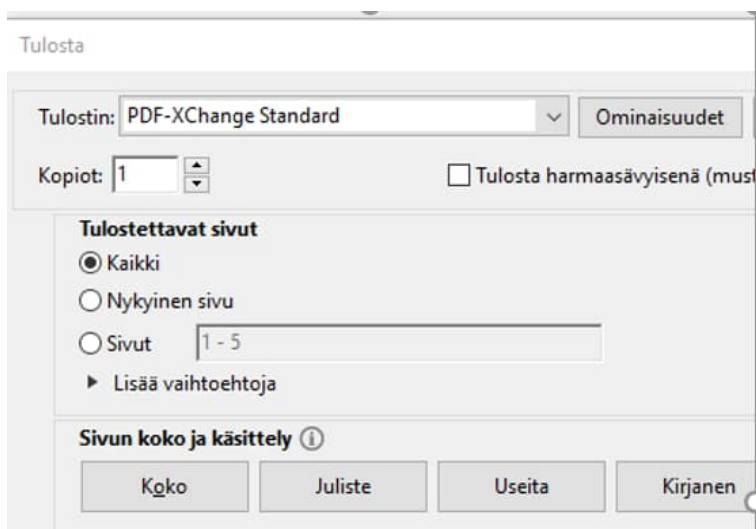 Tulosta
Tulostin: PDF-XChange Standard Ominaisuudet
Kopiot: 1 Tulosta harmaasävyisenä
Tulostettavat sivut
Kaikki
Nykyinen sivu
Sivut 1 - 5
Lisää vaihtoehtoja
Sivun koko ja käsittely
Koko Juliste Useita Kirjanen